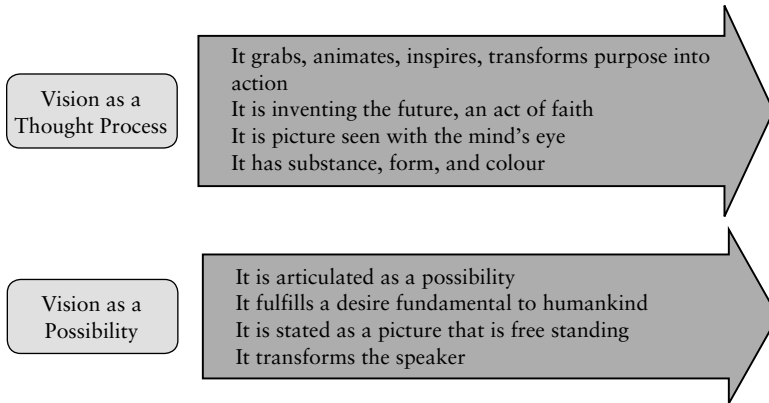 Vision as a
Thought Process
It grabs, animates, inspires, transforms purpose into
action
It is inventing the future, an act of faith
It is picture seen with the mind's eye
It has substance, form, and colour
Vision as a
Possibility
It is articulated as a possibility
It fulfills a desire fundamental to humankind
It is stated as a picture that is free standing
It transforms the speaker